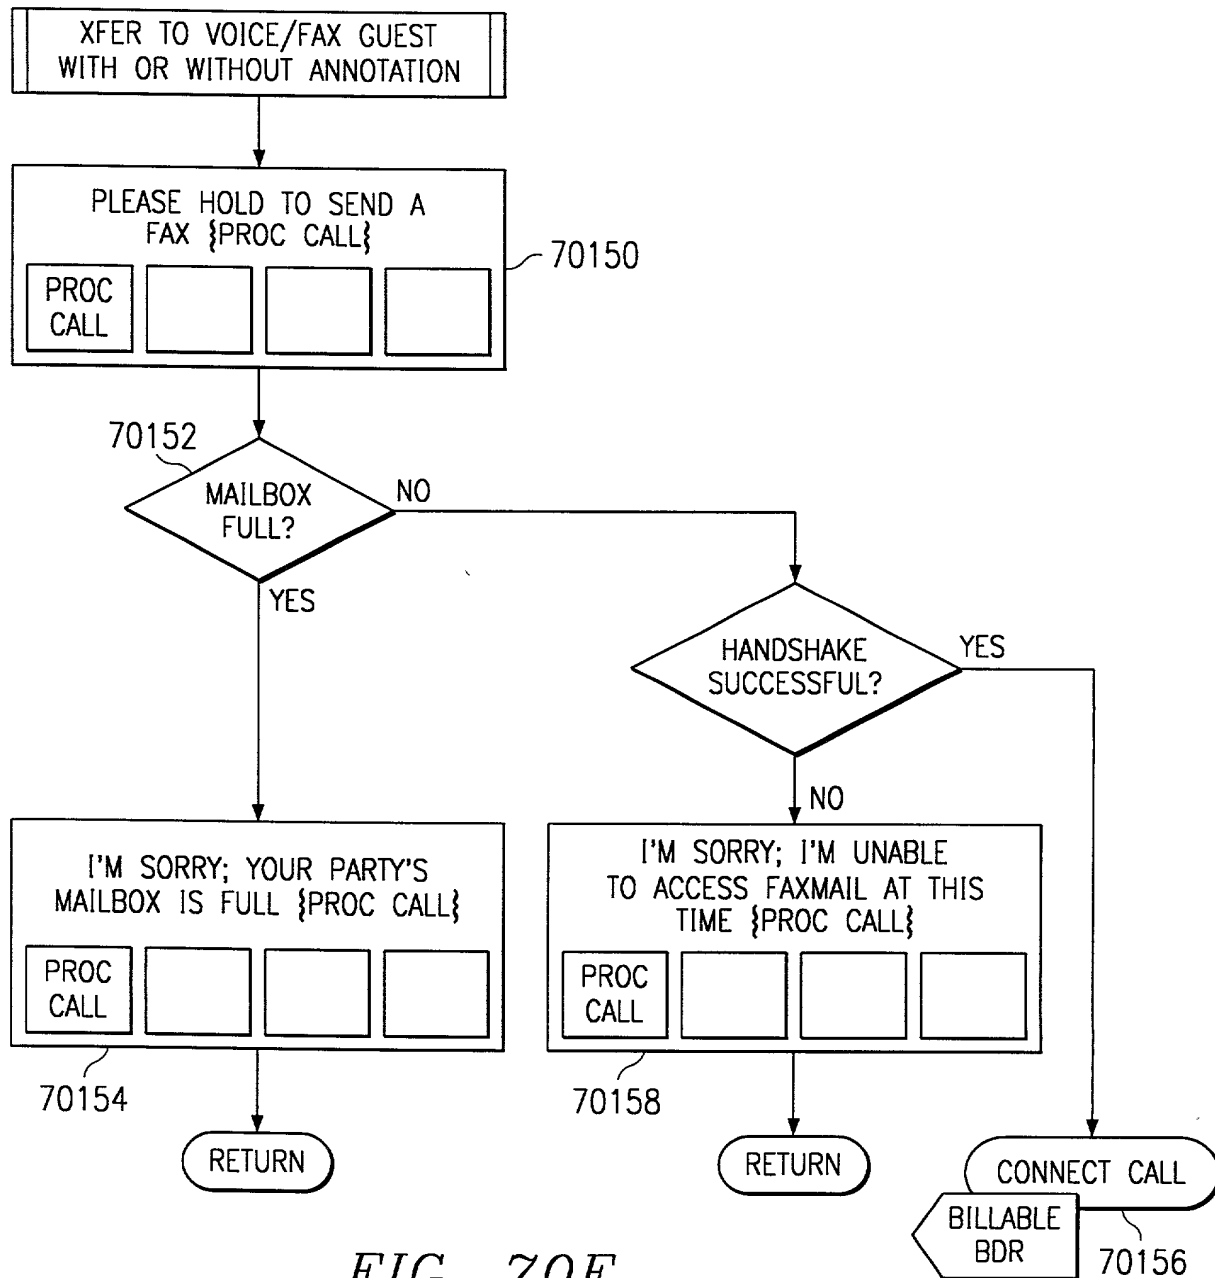 XFER TO VOICE/FAX GUEST
WITH OR WITHOUT ANNOTATION
PLEASE HOLD TO SEND A
FAX {PROC CALL}
70150
PROC
CALL
70152
MAILBOX
FULL?
NO
YES
HANDSHAKE
SUCCESSFUL?
YES
NO
I'M SORRY; YOUR PARTY'S
MAILBOX IS FULL {PROC CALL}
PROC
CALL
70154
RETURN
I'M SORRY; I'M UNABLE
TO ACCESS FAXMAIL AT THIS
TIME {PROC CALL}
PROC
CALL
70158
RETURN
CONNECT CALL
BILLABLE
BDR
70156
FIG. 70F